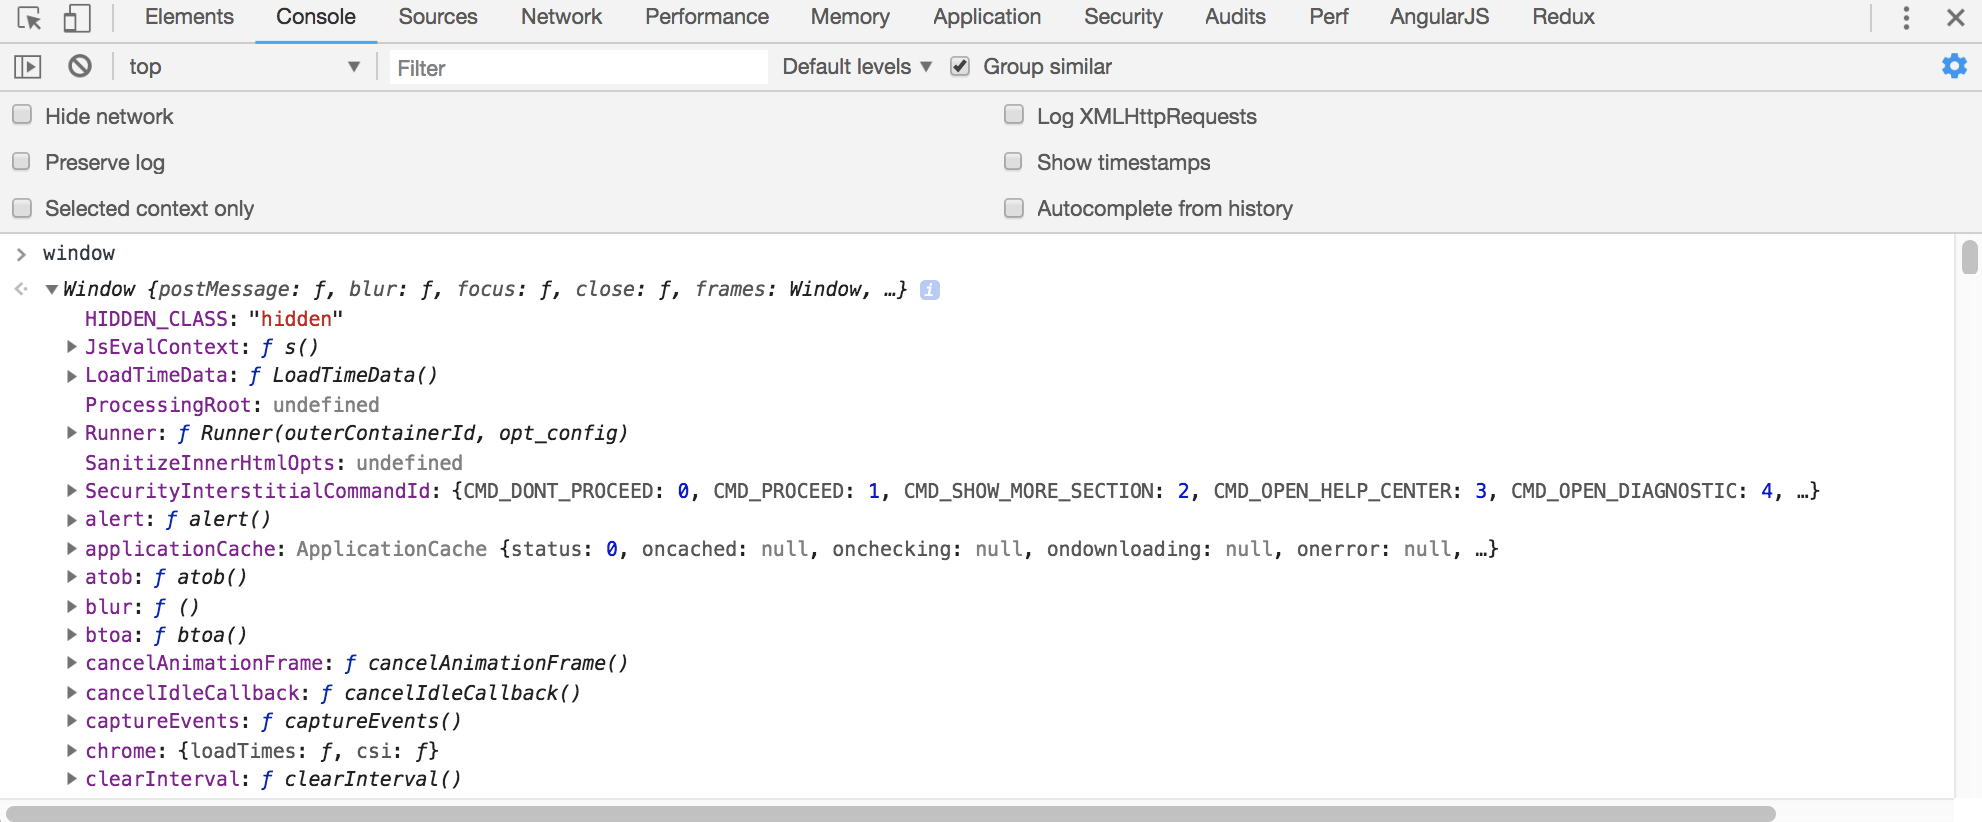 Elements Console Sources Network Performance Memory Application Security Audits Perf AngularJS Redux
top Filter Default levels Group similar
Hide network Log XMLHttpRequests
Preserve log Show timestamps
Selected context only Autocomplete from history
window
Window {postMessage: ƒ, blur: ƒ, focus: ƒ, close: ƒ, frames: Window, …} i
HIDDEN_CLASS: "hidden"
JsEvalContext: ƒ s()
LoadTimeData: ƒ LoadTimeData()
ProcessingRoot: undefined
Runner: ƒ Runner(outerContainerId, opt_config)
SanitizeInnerHtmlOpts: undefined
SecurityInterstitialCommandId: {CMD_DONT_PROCEED: 0, CMD_PROCEED: 1, CMD_SHOW_MORE_SECTION: 2, CMD_OPEN_HELP_CENTER: 3, CMD_OPEN_DIAGNOSTIC: 4, …}
alert: ƒ alert()
applicationCache: ApplicationCache {status: 0, oncached: null, onchecking: null, ondownloading: null, onerror: null, …}
atob: ƒ atob()
blur: ƒ ()
btoa: ƒ btoa()
cancelAnimationFrame: ƒ cancelAnimationFrame()
cancelIdleCallback: ƒ cancelIdleCallback()
captureEvents: ƒ captureEvents()
chrome: {loadTimes: ƒ, csi: ƒ}
clearInterval: ƒ clearInterval()